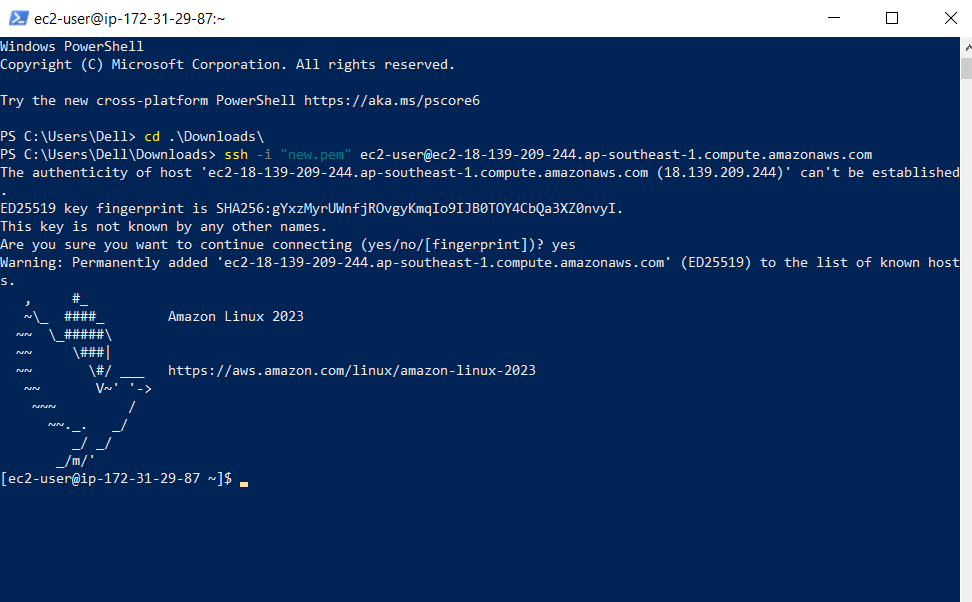 ec2-user@ip-172-31-29-87:~
Windows PowerShell
Copyright (C) Microsoft Corporation. All rights reserved.
Try the new cross-platform PowerShell https://aka.ms/pscore6
PS C:\Users\Dell> cd .\Downloads\
PS C:\Users\Dell\Downloads> ssh -i "new.pem" ec2-user@ec2-18-139-209-244.ap-southeast-1.compute.amazonaws.com
The authenticity of host 'ec2-18-139-209-244.ap-southeast-1.compute.amazonaws.com (18.139.209.244)' can't be established
.
ED25519 key fingerprint is SHA256:gYxzMyrUWnfjROvgyKmqIo9IJB0TOY4CbQa3XZ0nvyI.
This key is not known by any other names.
Are you sure you want to continue connecting (yes/no/[fingerprint])? yes
Warning: Permanently added 'ec2-18-139-209-244.ap-southeast-1.compute.amazonaws.com' (ED25519) to the list of known host
s.
   ,     #_
   ~\_  ####_        Amazon Linux 2023
  ~~  \_#####\
  ~~     \###|
  ~~       \#/ ___   https://aws.amazon.com/linux/amazon-linux-2023
   ~~       V~' '->
    ~~~         /
      ~~._.   _/
         _/ _/
       _/m/'
[ec2-user@ip-172-31-29-87 ~]$